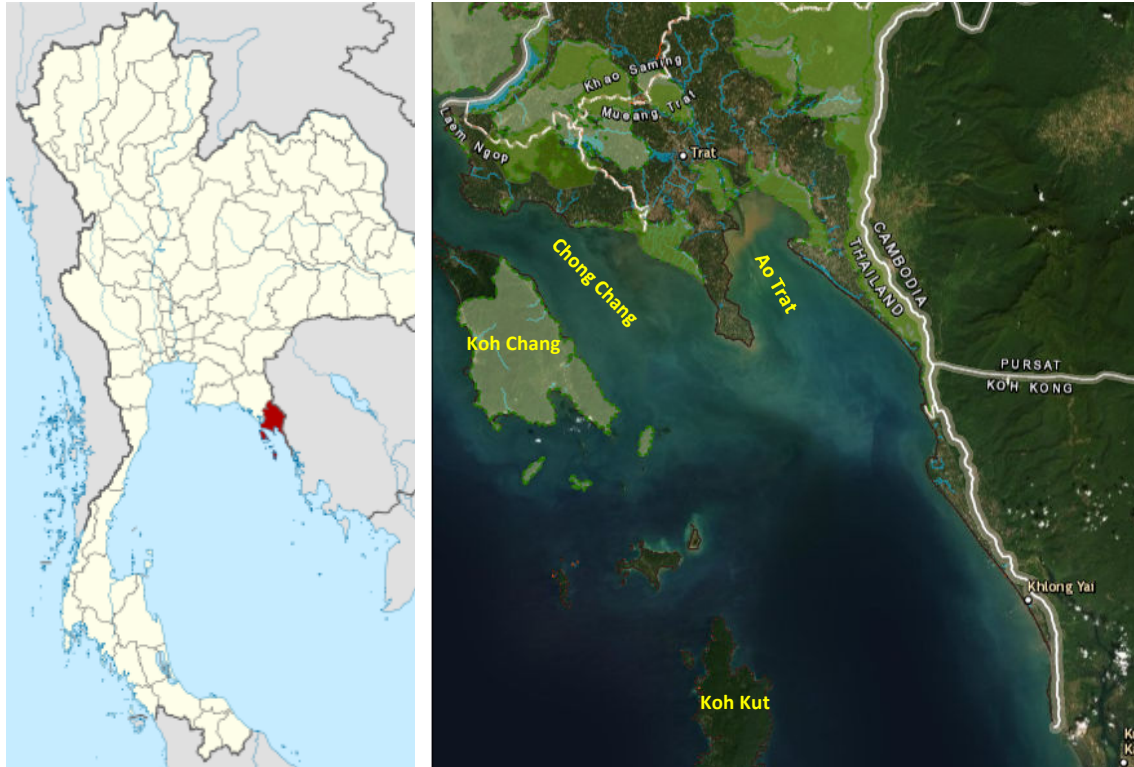 Khao Saming
Mueang Trat
Laem Ngop
Trat
Chong Chang
Ao Trat
CAMBODIA
THAILAND
Koh Chang
PURSAT
KOH KONG
Khlong Yai
Koh Kut